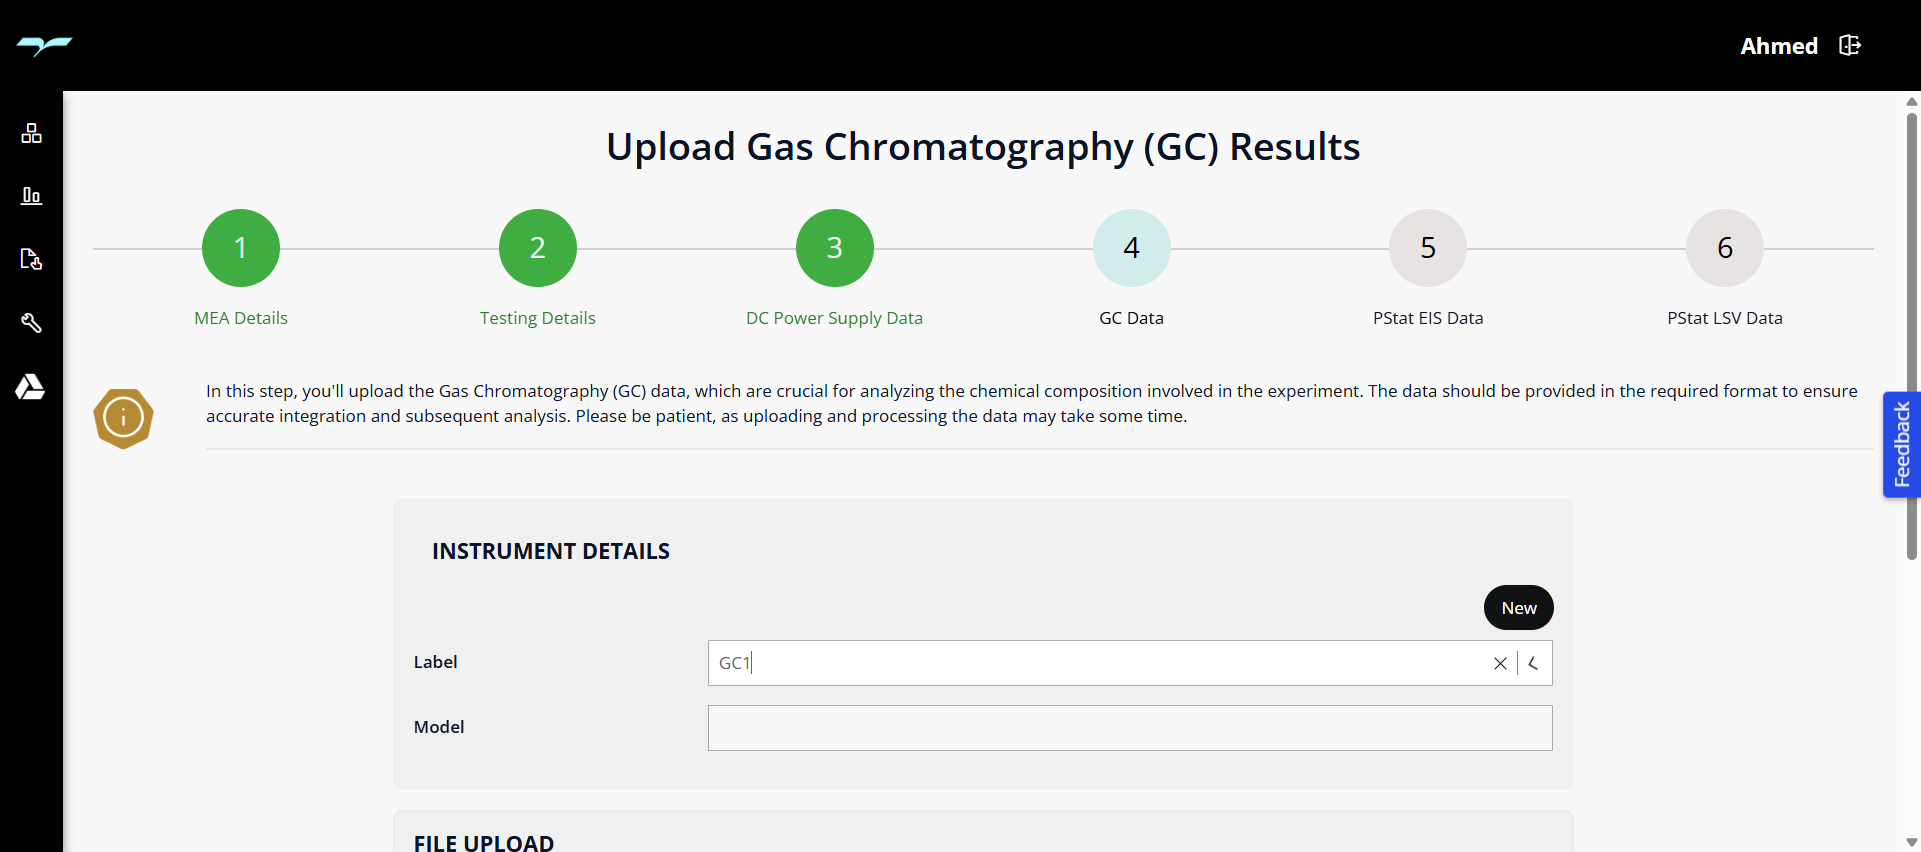 Ahmed
Upload Gas Chromatography (GC) Results
1
2
3
4
5
6
MEA Details
Testing Details
DC Power Supply Data
GC Data
PStat EIS Data
PStat LSV Data
In this step, you'll upload the Gas Chromatography (GC) data, which are crucial for analyzing the chemical composition involved in the experiment. The data should be provided in the required format to ensure
accurate integration and subsequent analysis. Please be patient, as uploading and processing the data may take some time.
Feedback
INSTRUMENT DETAILS
New
Label
GC1
Model
FILE UPLOAD